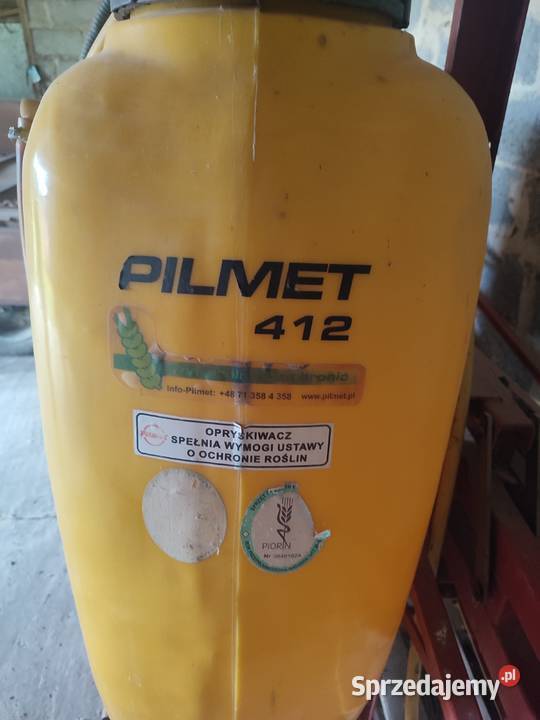 PILMET
412
Info-Pilmet: +48 71 358 4 358 www.pilmet.pl
OPRYSKIWACZ
SPEŁNIA WYMOGI USTAWY
O OCHRONIE ROŚLIN
PIORIN
Nr
Sprzedajemy.pl